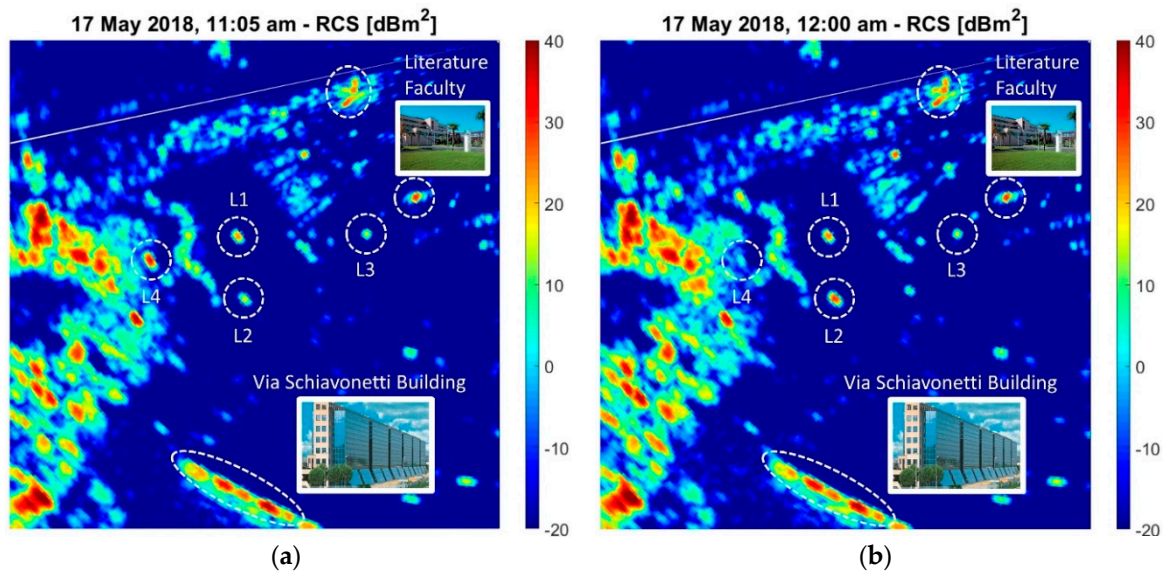 17 May 2018, 11:05 am - RCS [dBm²]
Literature
Faculty
L1
L3
L4
L2
Via Schiavonetti Building
40
30
20
10
0
-10
-20
(a)
17 May 2018, 12:00 am - RCS [dBm²]
Literature
Faculty
L1
L3
L4
L2
Via Schiavonetti Building
40
30
20
10
0
-10
-20
(b)